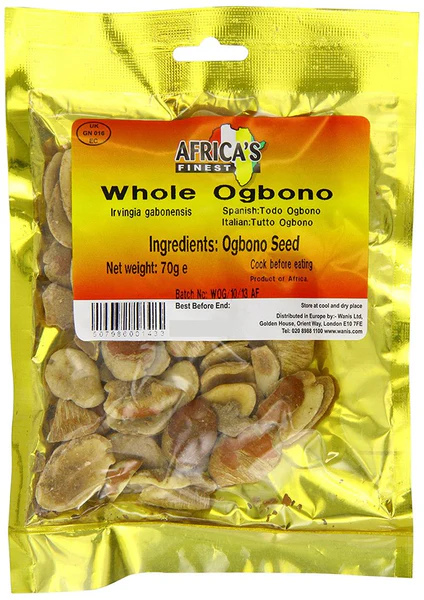 UK
GN 016
EC
AFRICA'S
FINEST
Whole Ogbono
Irvingia gabonensis
Spanish:Todo Ogbono
Italian:Tutto Ogbono
Ingredients: Ogbono Seed
Net weight: 70g e
Cook before eating
Product of Africa.
Batch No: WOG/10/13 AF
Best Before End:
Store at cool and dry place
Distributed in Europe by:- Wanis Ltd,
Golden House, Orient Way, London E10 7FE
Tel: 020 8988 1100 www.wanis.com
507986001433